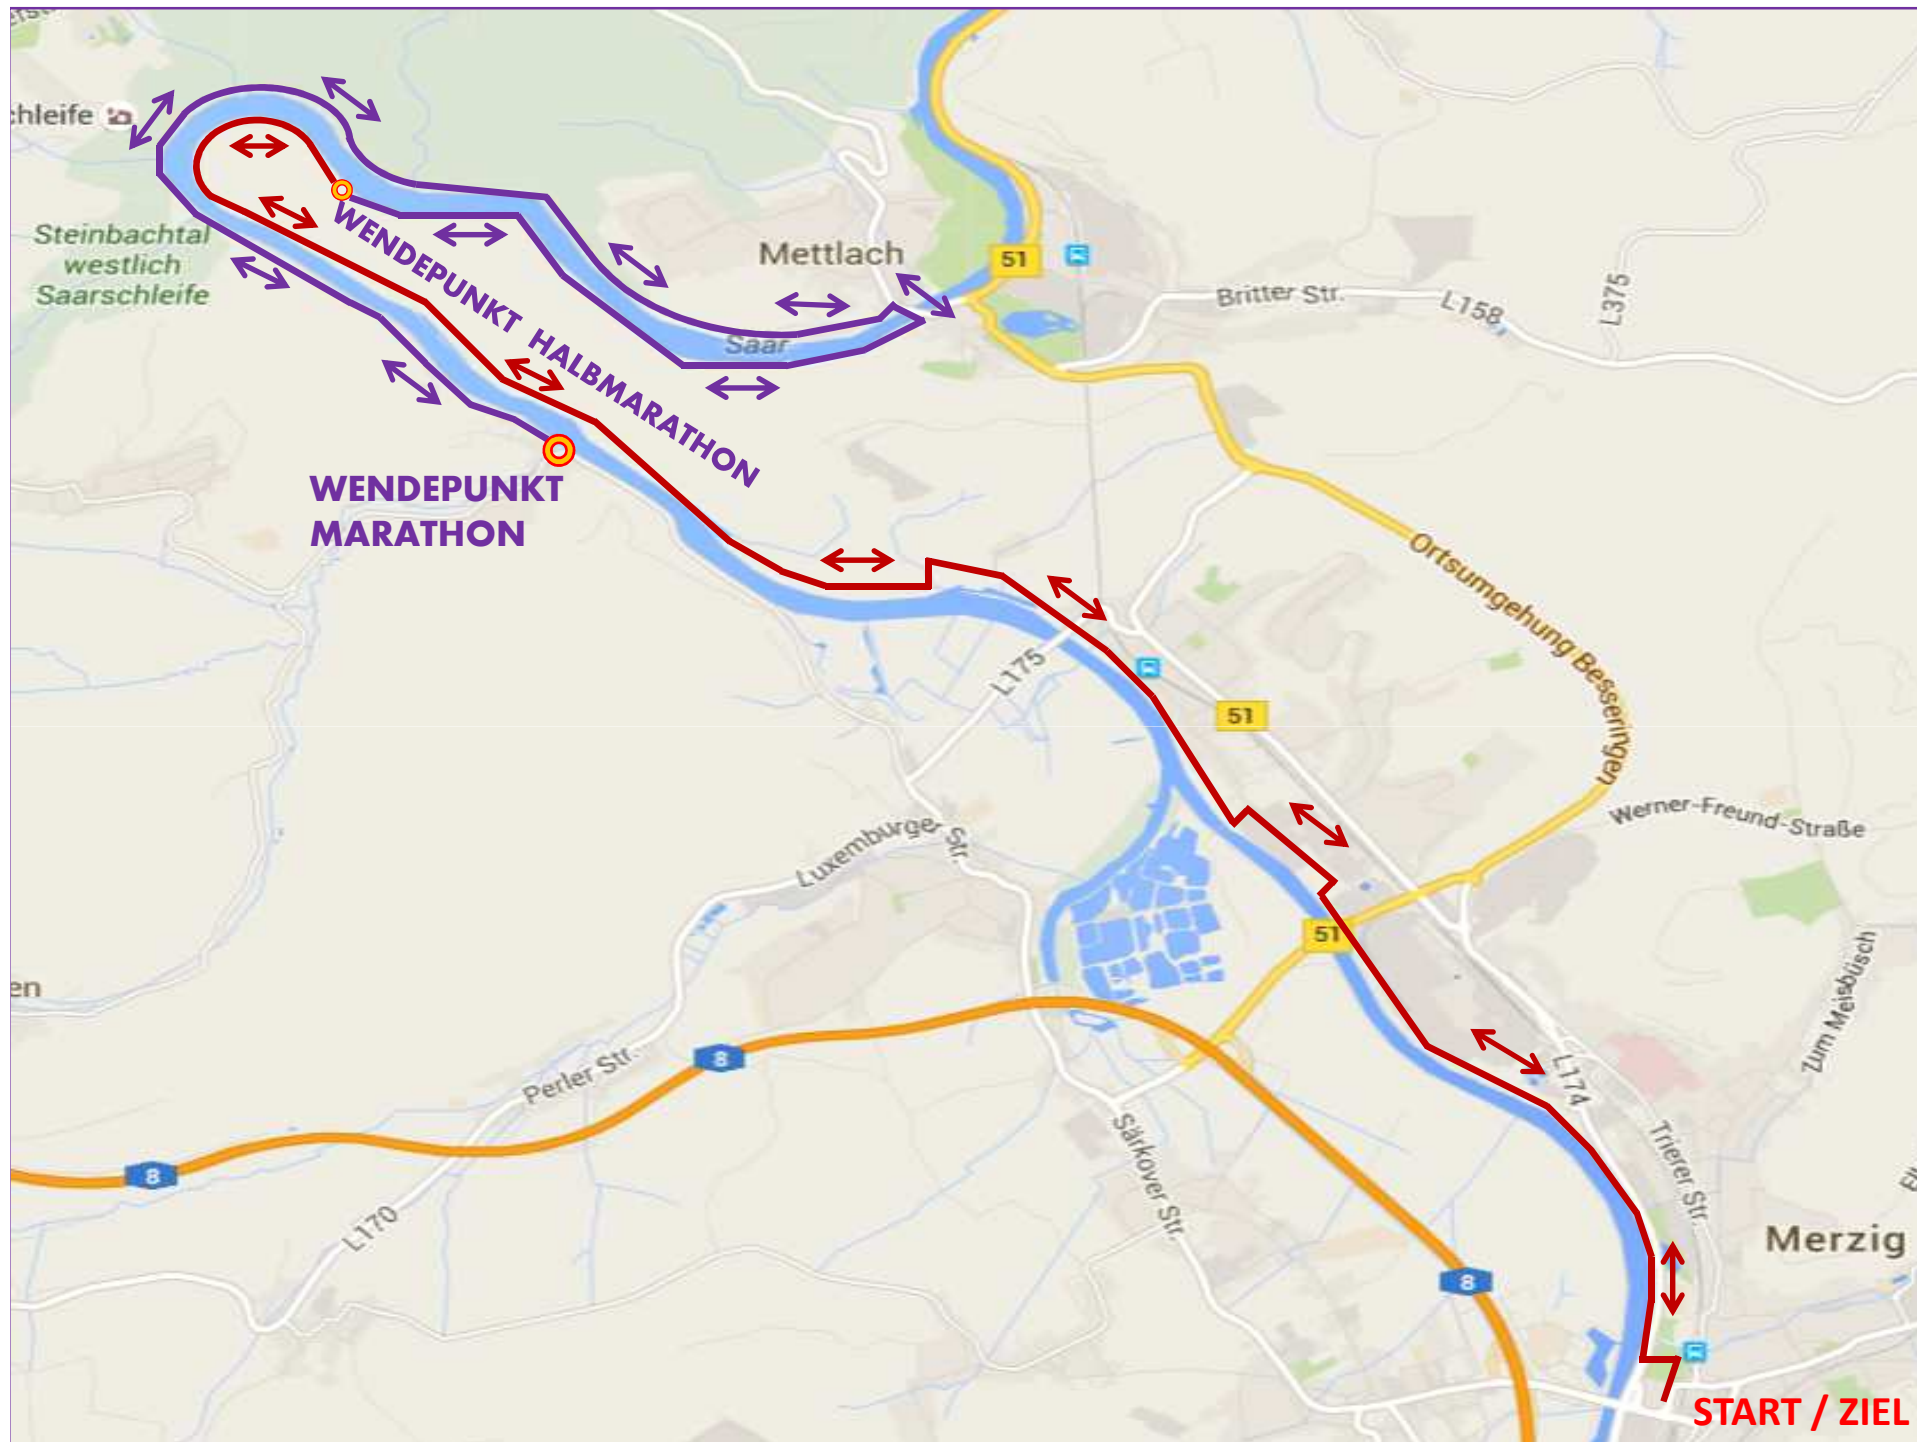 chleife
Steinbachtal
westlich
Saarschleife
Mettlach
51
Britter Str.
L158
L375
Saar
WENDEPUNKT HALBMARATHON
WENDEPUNKT
MARATHON
Ortsumgehung Besseringen
L175
51
Werner-Freund-Straße
Luxemburger Str.
51
en
Zum Meisbüsch
8
Perler Str.
L174
Särkover Str.
Trierer Str.
8
L170
Merzig
8
START / ZIEL